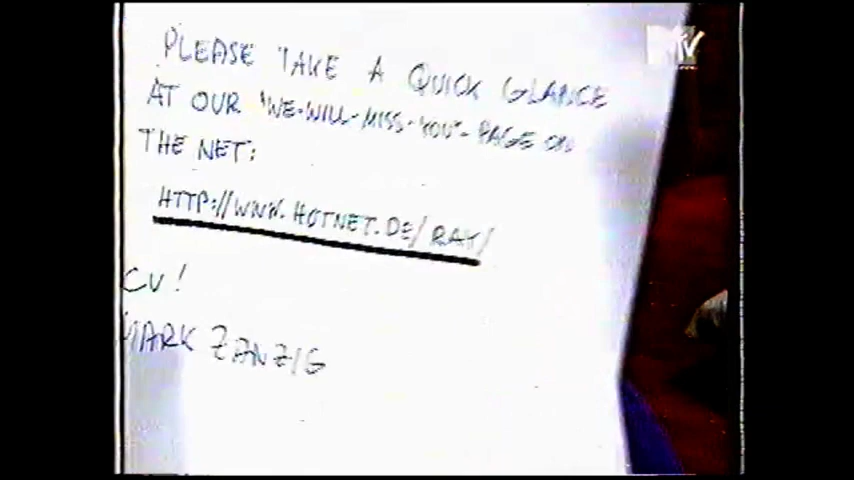 PLEASE TAKE A QUICK GLANCE
AT OUR "WE-WILL-MISS-YOU"-PAGE ON
THE NET:
HTTP://WWW.HOTNET.DE/RAY/
CU!
MARK ZANZIG
MTV